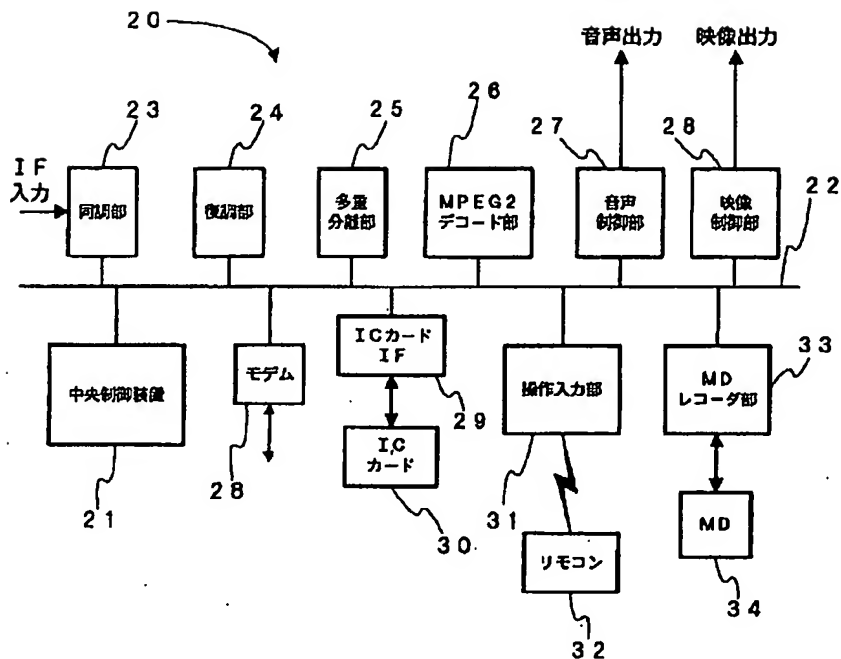 20
音声出力
映像出力
23
24
25
26
27
28
IF
入力
同調部
復調部
多重
分離部
MPEG2
デコード部
音声
制御部
映像
制御部
22
中央制御装置
モデム
ICカード
IF
操作入力部
MD
レコーダ部
33
21
28
29
IC
カード
30
31
リモコン
32
MD
34